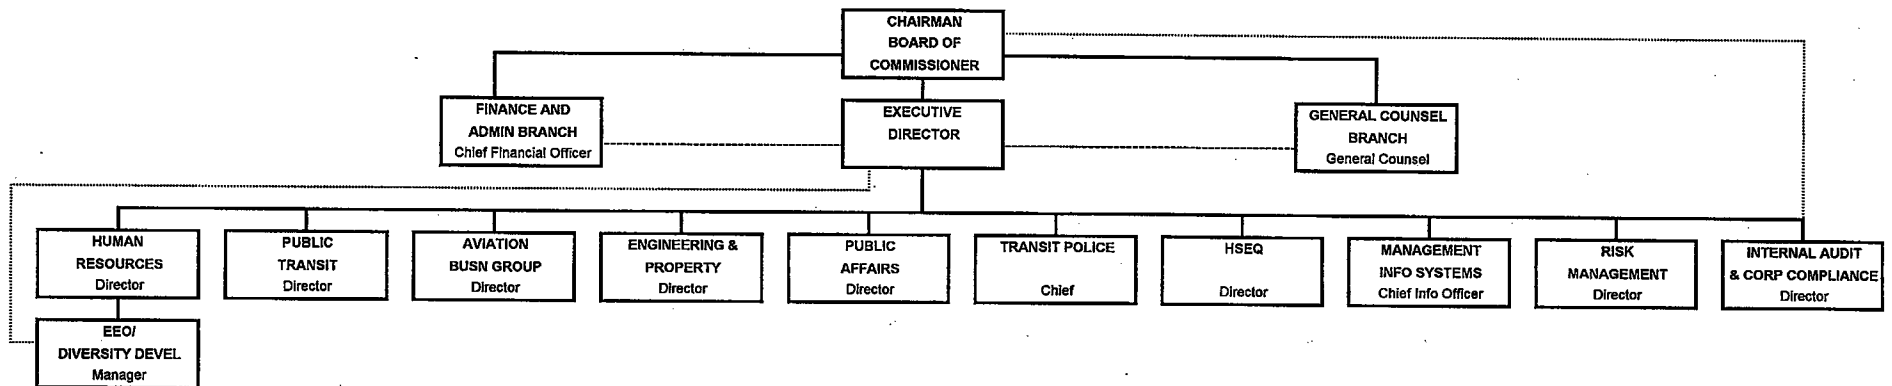 CHAIRMAN
BOARD OF
COMMISSIONER
FINANCE AND
ADMIN BRANCH
Chief Financial Officer
EXECUTIVE
DIRECTOR
GENERAL COUNSEL
BRANCH
General Counsel
HUMAN
RESOURCES
Director
PUBLIC
TRANSIT
Director
AVIATION
BUSN GROUP
Director
ENGINEERING &
PROPERTY
Director
PUBLIC
AFFAIRS
Director
TRANSIT POLICE
Chief
HSEQ
Director
MANAGEMENT
INFO SYSTEMS
Chief Info Officer
RISK
MANAGEMENT
Director
INTERNAL AUDIT
& CORP COMPLIANCE
Director
EEO/
DIVERSITY DEVEL
Manager